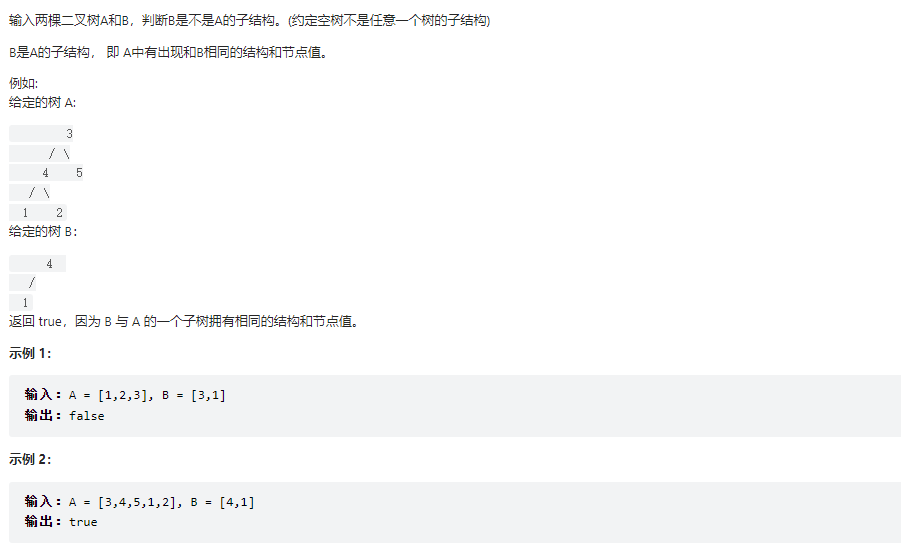 输入两棵二叉树A和B，判断B是不是A的子结构。(约定空树不是任意一个树的子结构)
B是A的子结构， 即 A中有出现和B相同的结构和节点值。
例如:
给定的树 A:
3
/ \
4    5
/ \
1    2
给定的树 B：
4
/
1
返回 true，因为 B 与 A 的一个子树拥有相同的结构和节点值。
示例 1：
输入：A = [1,2,3], B = [3,1]
输出：false
示例 2：
输入：A = [3,4,5,1,2], B = [4,1]
输出：true